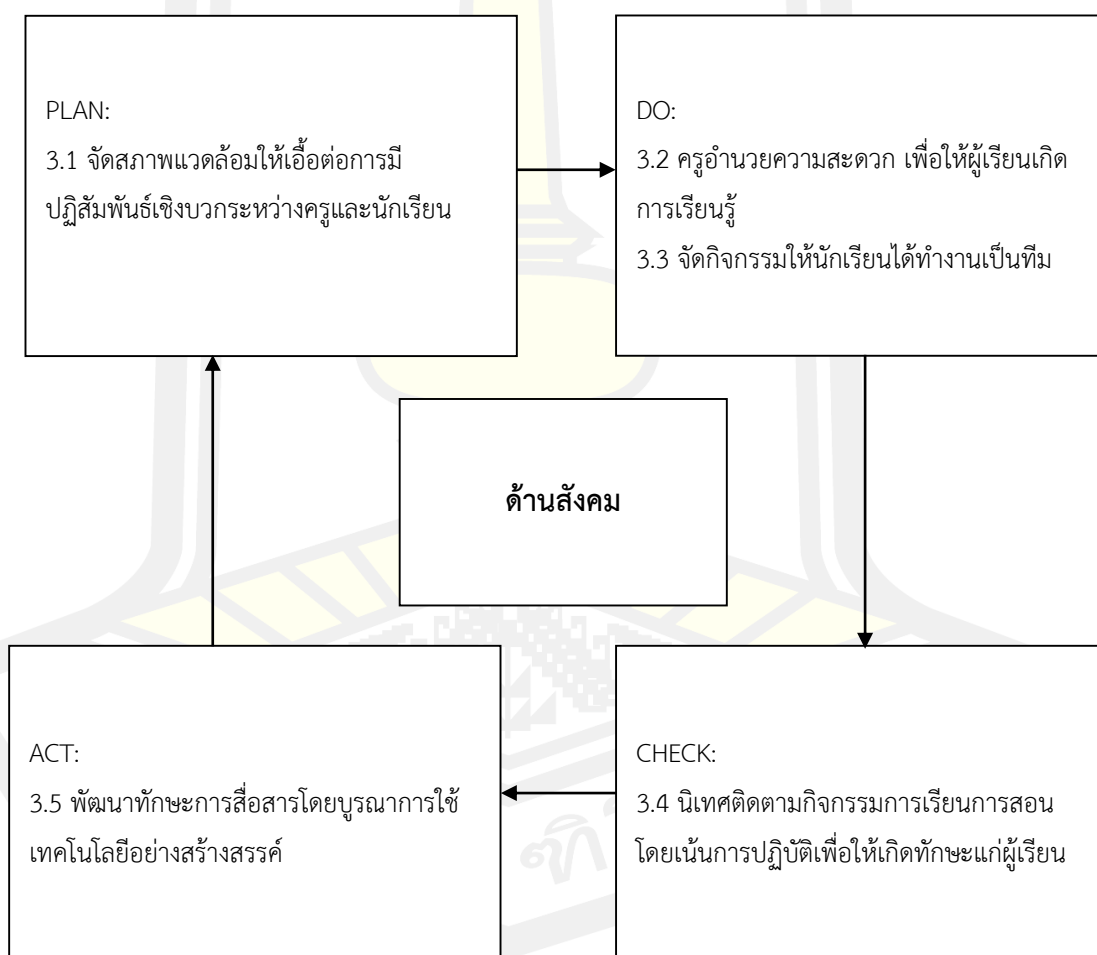 PLAN:
3.1 จัดสภาพแวดล้อมให้เอื้อต่อการมี
ปฏิสัมพันธ์เชิงบวกระหว่างครูและนักเรียน
DO:
3.2 ครูอำนวยความสะดวก เพื่อให้ผู้เรียนเกิด
การเรียนรู้
3.3 จัดกิจกรรมให้นักเรียนได้ทำงานเป็นทีม
ด้านสังคม
ACT:
3.5 พัฒนาทักษะการสื่อสารโดยบูรณาการใช้
เทคโนโลยีอย่างสร้างสรรค์
CHECK:
3.4 นิเทศติดตามกิจกรรมการเรียนการสอน
โดยเน้นการปฏิบัติเพื่อให้เกิดทักษะแก่ผู้เรียน